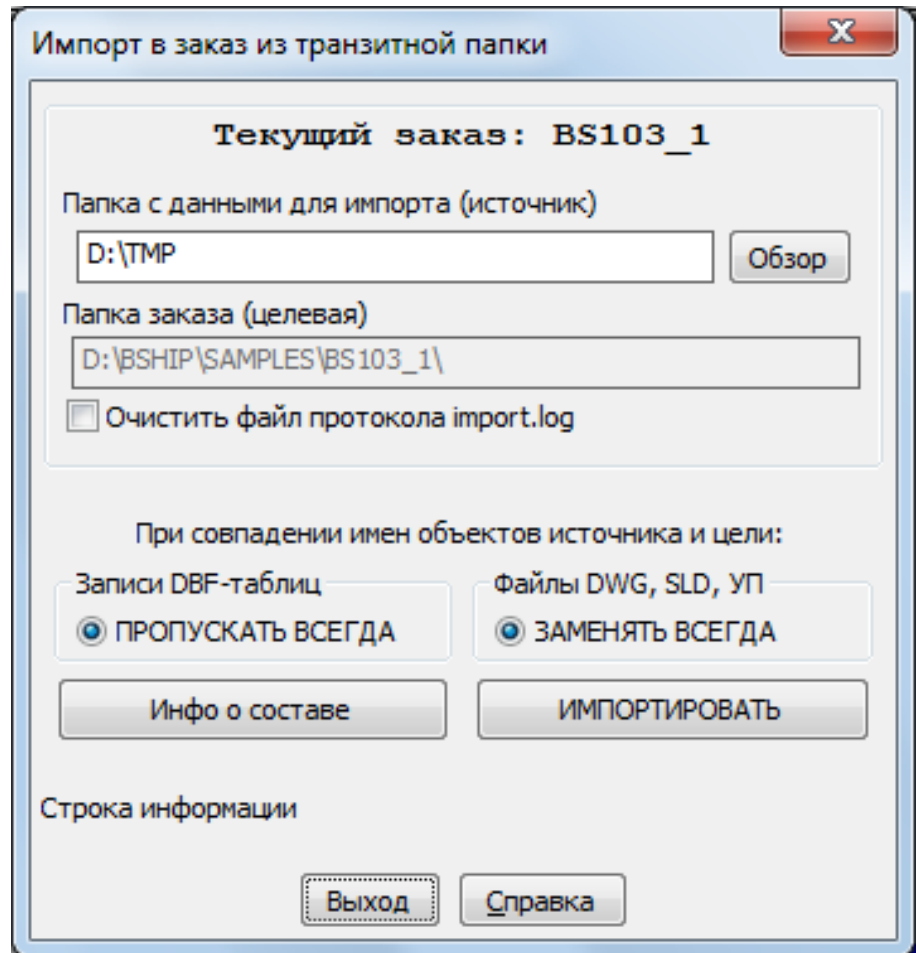 Импорт в заказ из транзитной папки
Текущий заказ: BS103_1
Папка с данными для импорта (источник)
D:\TMP
Обзор
Папка заказа (целевая)
D:\BSHIP\SAMPLES\BS103_1\
Очистить файл протокола import.log
При совпадении имен объектов источника и цели:
Записи DBF-таблиц
Файлы DWG, SLD, УП
ПРОПУСКАТЬ ВСЕГДА
ЗАМЕНЯТЬ ВСЕГДА
Инфо о составе
ИМПОРТИРОВАТЬ
Строка информации
Выход
Справка